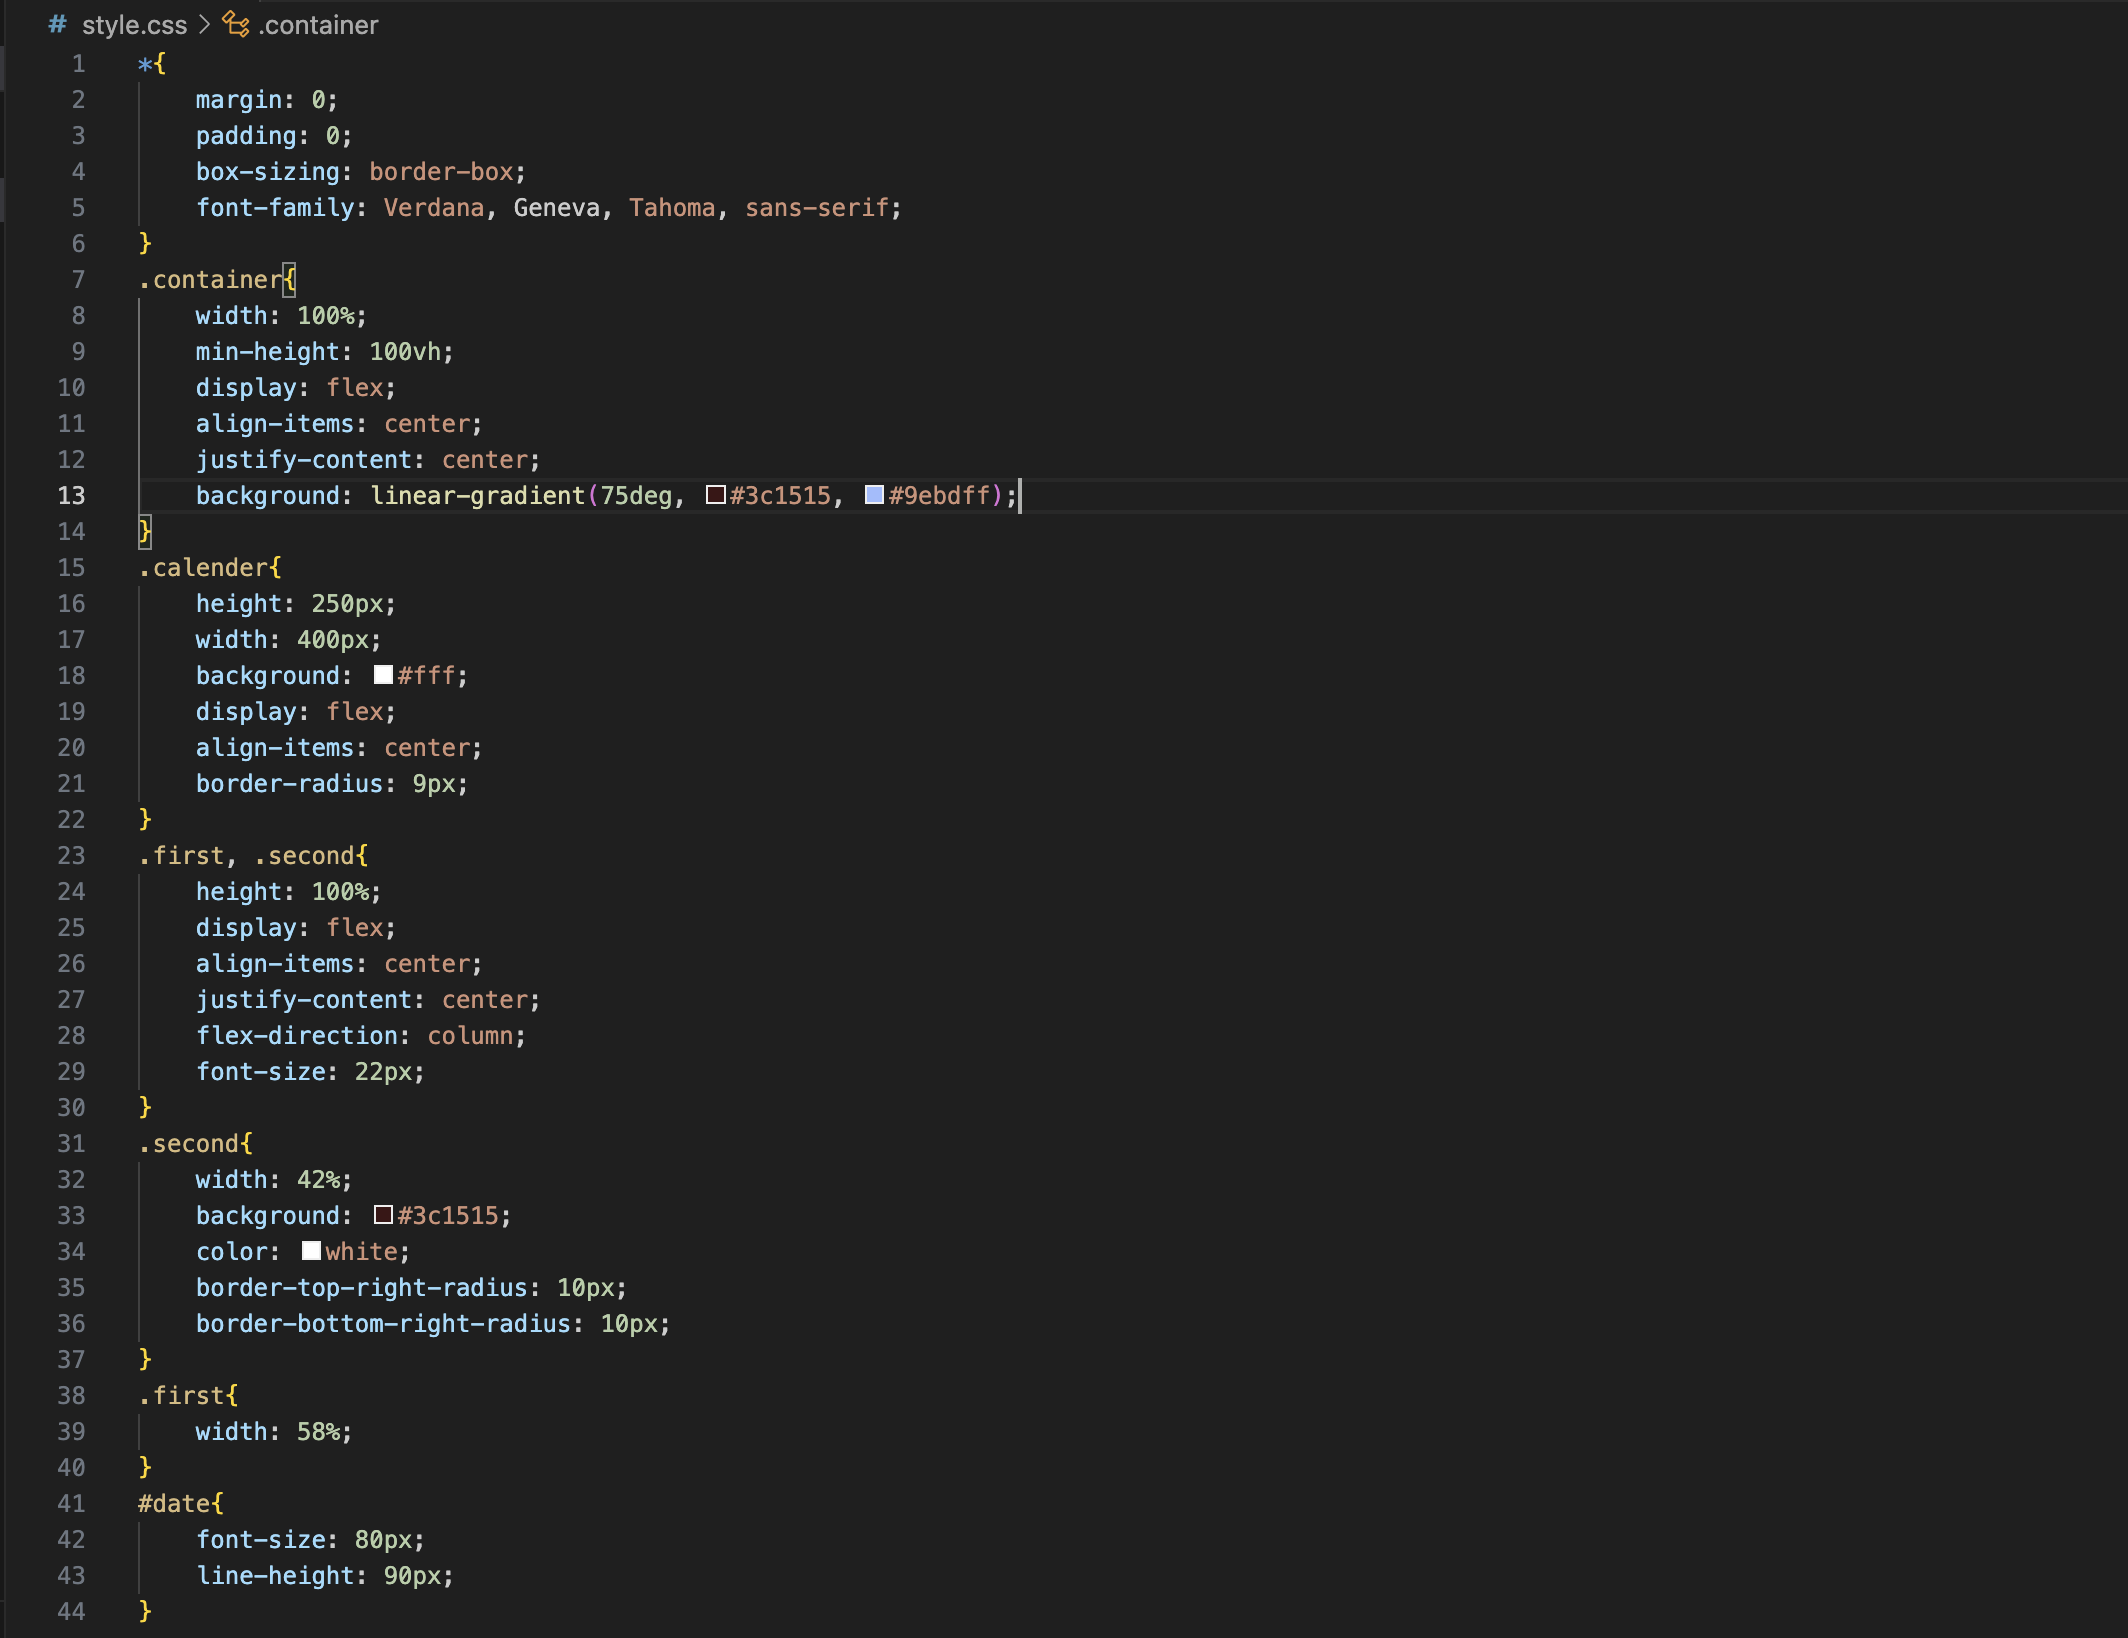 # style.css > .container
1 *{
2     margin: 0;
3     padding: 0;
4     box-sizing: border-box;
5     font-family: Verdana, Geneva, Tahoma, sans-serif;
6 }
7 .container{
8     width: 100%;
9     min-height: 100vh;
10     display: flex;
11     align-items: center;
12     justify-content: center;
13     background: linear-gradient(75deg, #3c1515, #9ebdff);
14 }
15 .calender{
16     height: 250px;
17     width: 400px;
18     background: #fff;
19     display: flex;
20     align-items: center;
21     border-radius: 9px;
22 }
23 .first, .second{
24     height: 100%;
25     display: flex;
26     align-items: center;
27     justify-content: center;
28     flex-direction: column;
29     font-size: 22px;
30 }
31 .second{
32     width: 42%;
33     background: #3c1515;
34     color: white;
35     border-top-right-radius: 10px;
36     border-bottom-right-radius: 10px;
37 }
38 .first{
39     width: 58%;
40 }
41 #date{
42     font-size: 80px;
43     line-height: 90px;
44 }